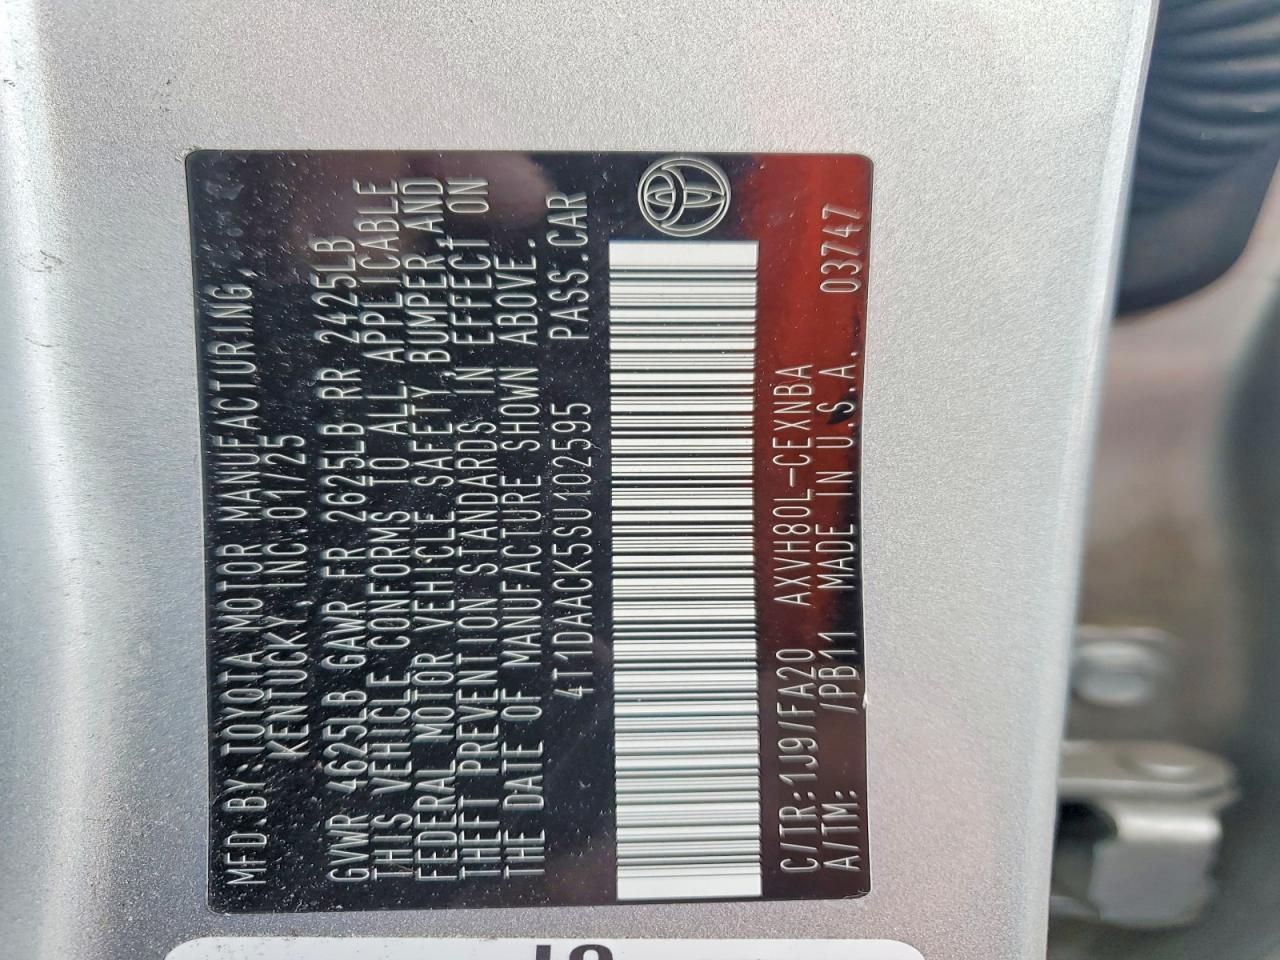 MFD.BY:TOYOTA MOTOR MANUFACTURING,
KENTUCKY, INC.01/25
GVWR 4625LB GAWR FR 2625LB RR 2425LB
THIS VEHICLE CONFORMS TO ALL APPLICABLE
FEDERAL MOTOR VEHICLE SAFETY, BUMPER AND
THEFT PREVENTION STANDARDS IN EFFECT ON
THE DATE OF MANUFACTURE SHOWN ABOVE.
4T1DAACK5SU102595 PASS.CAR
C/TR:1J9/FA20 AXVH80L-CEXNBA
A/TM: /PB11 MADE IN U.S.A. 03747